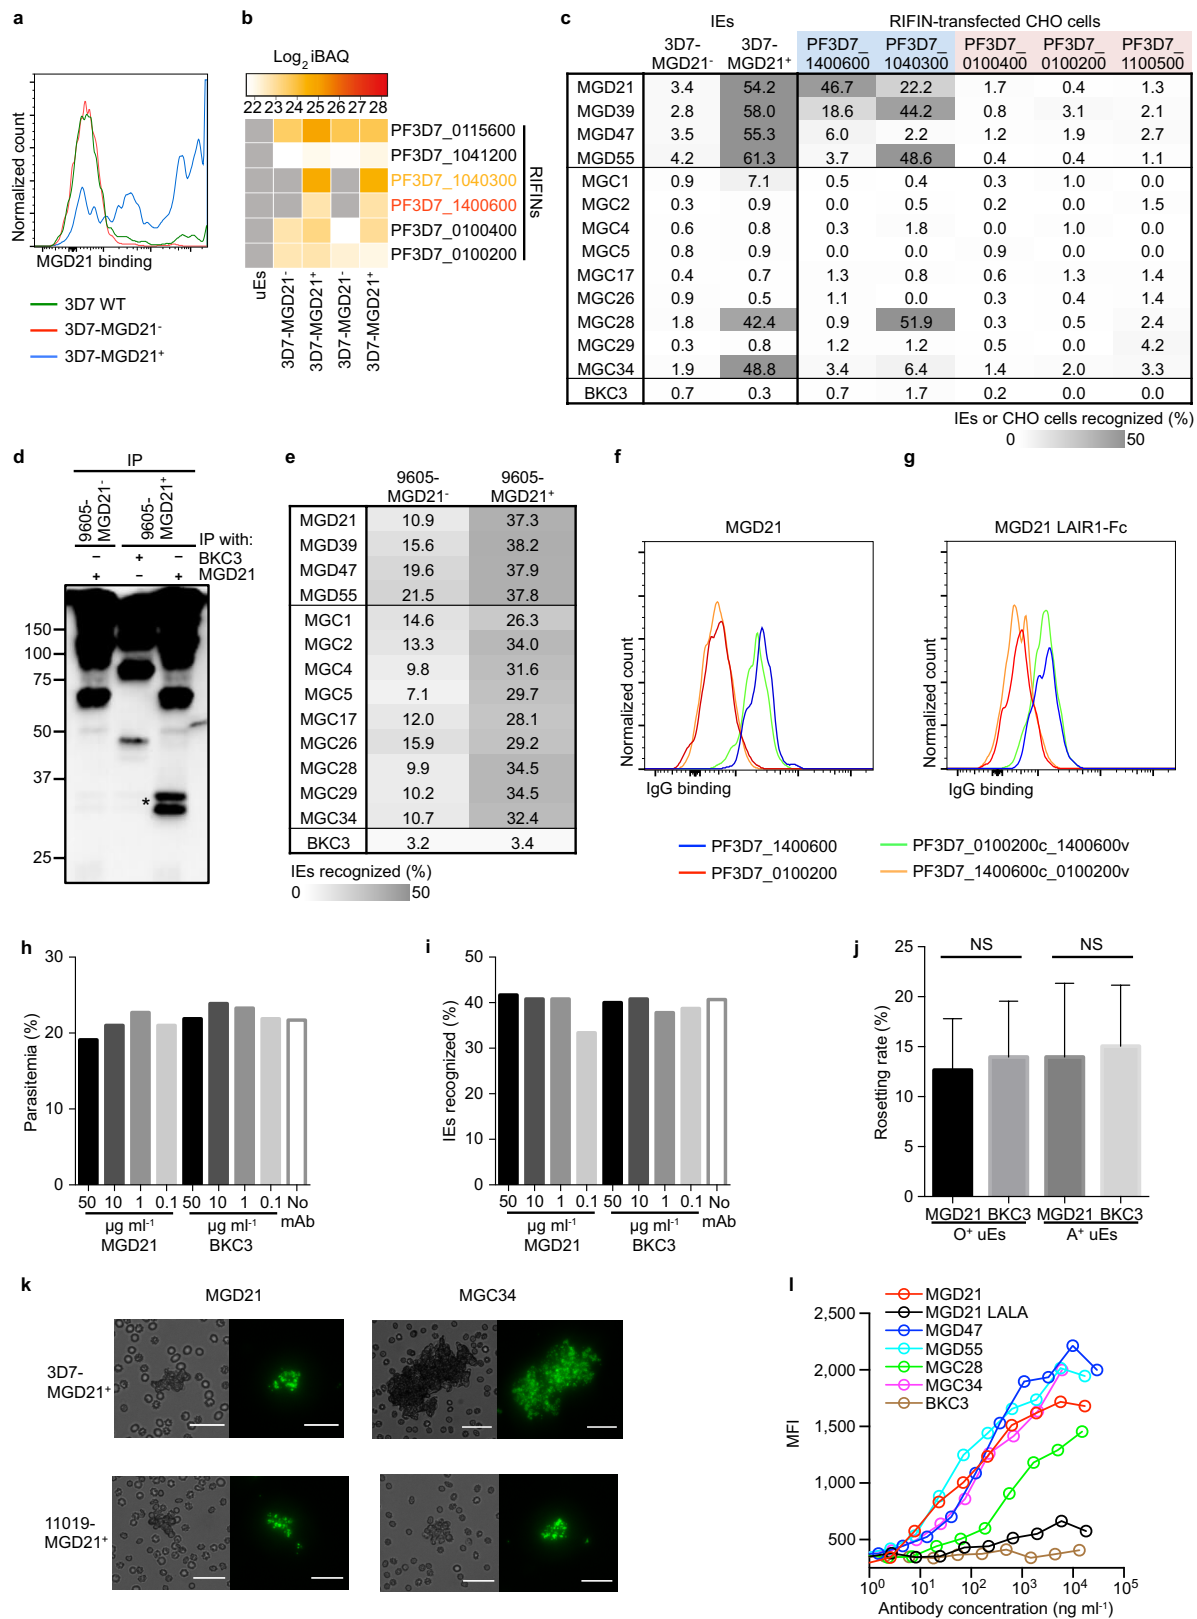 a
Normalized count
MGD21 binding
3D7 WT
3D7-MGD21⁻
3D7-MGD21⁺
b
Log₂ iBAQ
22 23 24 25 26 27 28
PF3D7_0115600
PF3D7_1041200
PF3D7_1040300
PF3D7_1400600
PF3D7_0100400
PF3D7_0100200
RIFINs
uEs
3D7-MGD21⁻
3D7-MGD21⁺
3D7-MGD21⁻
3D7-MGD21⁺
c
IEs RIFIN-transfected CHO cells
3D7- 3D7- PF3D7_ PF3D7_ PF3D7_ PF3D7_ PF3D7_
MGD21⁻ MGD21⁺ 1400600 1040300 0100400 0100200 1100500
MGD21 3.4 54.2 46.7 22.2 1.7 0.4 1.3
MGD39 2.8 58.0 18.6 44.2 0.8 3.1 2.1
MGD47 3.5 55.3 6.0 2.2 1.2 1.9 2.7
MGD55 4.2 61.3 3.7 48.6 0.4 0.4 1.1
MGC1 0.9 7.1 0.5 0.4 0.3 1.0 0.0
MGC2 0.3 0.9 0.0 0.5 0.2 0.0 1.5
MGC4 0.6 0.8 0.3 1.8 0.0 0.3 0.4
MGC5 0.8 0.9 0.0 0.0 0.9 0.0 0.0
MGC17 0.4 0.7 1.3 0.8 0.6 1.3 1.4
MGC26 0.9 0.5 1.1 0.0 0.3 0.4 1.4
MGC28 1.8 42.4 0.9 51.9 0.3 0.5 2.4
MGC29 0.3 0.8 1.2 1.2 0.5 0.0 4.2
MGC34 1.9 48.8 3.4 6.4 1.4 2.0 3.3
BKC3 0.7 0.3 0.7 1.7 0.2 0.0 0.0
IEs or CHO cells recognized (%)
0 50
d
IP
9605-MGD21⁻
9605-MGD21⁺
IP with:
– + – BKC3
+ – + MGD21
150
100
75
50
37
*
25
e
9605- 9605-
MGD21⁻ MGD21⁺
MGD21 10.9 37.3
MGD39 15.6 38.2
MGD47 19.6 37.9
MGD55 21.5 37.8
MGC1 14.6 26.3
MGC2 13.3 34.0
MGC4 9.8 31.6
MGC5 7.1 29.7
MGC17 12.0 28.1
MGC26 15.9 29.2
MGC28 9.9 34.5
MGC29 10.2 34.5
MGC34 10.7 32.4
BKC3 3.2 3.4
IEs recognized (%)
0 50
f
MGD21
Normalized count
IgG binding
g
MGD21 LAIR1-Fc
Normalized count
IgG binding
PF3D7_1400600
PF3D7_0100200
PF3D7_0100200c_1400600v
PF3D7_1400600c_0100200v
h
Parasitemia (%)
30
20
10
0
50 10 1 0.1 50 10 1 0.1 No
mAb
µg ml⁻¹ µg ml⁻¹
MGD21 BKC3
i
IEs recognized (%)
50
40
30
20
10
0
50 10 1 0.1 50 10 1 0.1 No
mAb
µg ml⁻¹ µg ml⁻¹
MGD21 BKC3
j
Rosetting rate (%)
25
20
15
10
5
0
NS NS
MGD21 BKC3 MGD21 BKC3
O⁺ uEs A⁺ uEs
k
MGD21 MGC34
3D7-
MGD21⁺
11019-
MGD21⁺
l
MGD21
MGD21 LALA
MGD47
MGD55
MGC28
MGC34
BKC3
MFI
2,500
2,000
1,500
1,000
500
10⁰ 10¹ 10² 10³ 10⁴ 10⁵
Antibody concentration (ng ml⁻¹)